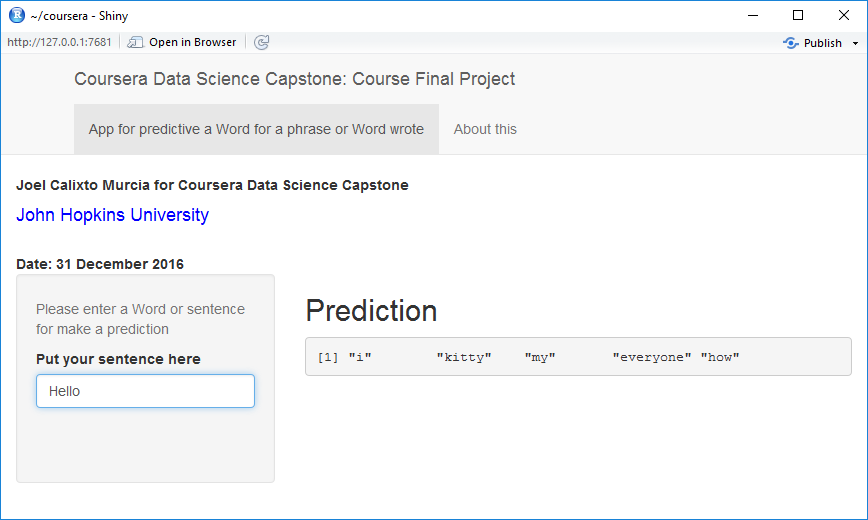 ~/coursera - Shiny
http://127.0.0.1:7681 Open in Browser Publish
Coursera Data Science Capstone: Course Final Project
App for predictive a Word for a phrase or Word wrote About this
Joel Calixto Murcia for Coursera Data Science Capstone
John Hopkins University
Date: 31 December 2016
Please enter a Word or sentence
for make a prediction
Put your sentence here
Hello
Prediction
[1] "i" "kitty" "my" "everyone" "how"